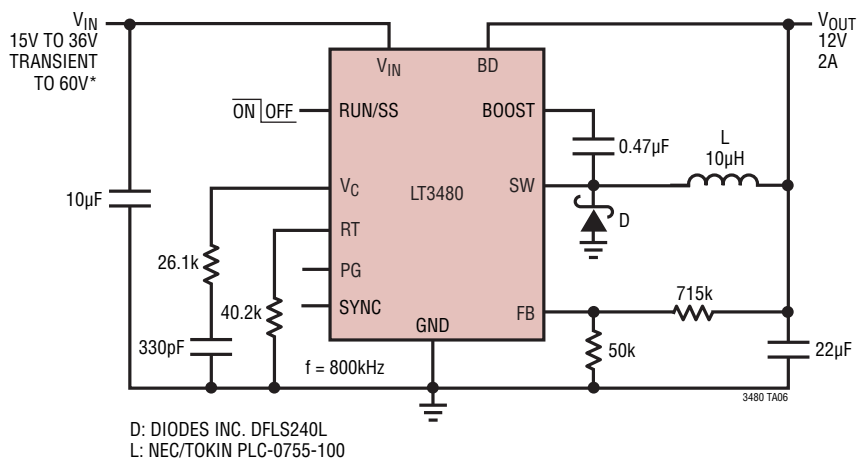 VIN
15V TO 36V
TRANSIENT
TO 60V*
VOUT
12V
2A
VIN
BD
ON OFF
RUN/SS
BOOST
0.47µF
L
10µH
10µF
VC
LT3480
SW
D
RT
26.1k
PG
715k
40.2k
SYNC
FB
GND
330pF
f = 800kHz
50k
22µF
3480 TA06
D: DIODES INC. DFLS240L
L: NEC/TOKIN PLC-0755-100